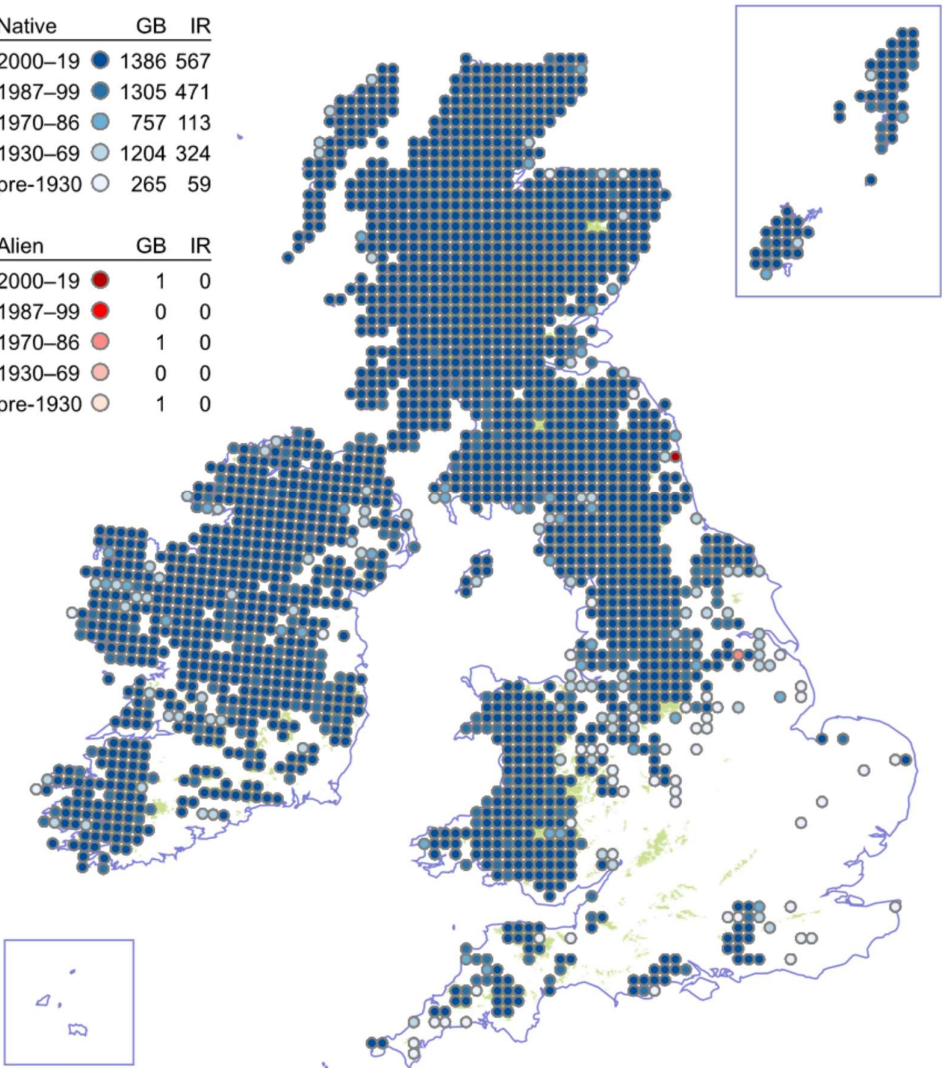 Native GB IR
2000–19 1386 567
1987–99 1305 471
1970–86 757 113
1930–69 1204 324
pre-1930 265 59
Alien GB IR
2000–19 1 0
1987–99 0 0
1970–86 1 0
1930–69 0 0
pre-1930 1 0